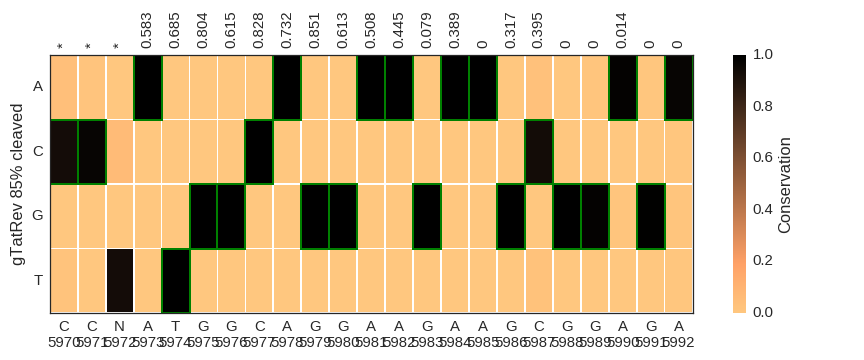 * * * 0.583 0.685 0.804 0.615 0.828 0.732 0.851 0.613 0.508 0.445 0.079 0.389 0 0.317 0.395 0 0 0.014 0 0
A
C
G
T
gTatRev 85% cleaved
C C N A T G G C A G G A A G A A G C G G A G A
5970 5971 5972 5973 5974 5975 5976 5977 5978 5979 5980 5981 5982 5983 5984 5985 5986 5987 5988 5989 5990 5991 5992
1.0
0.8
0.6
0.4
0.2
0.0
Conservation